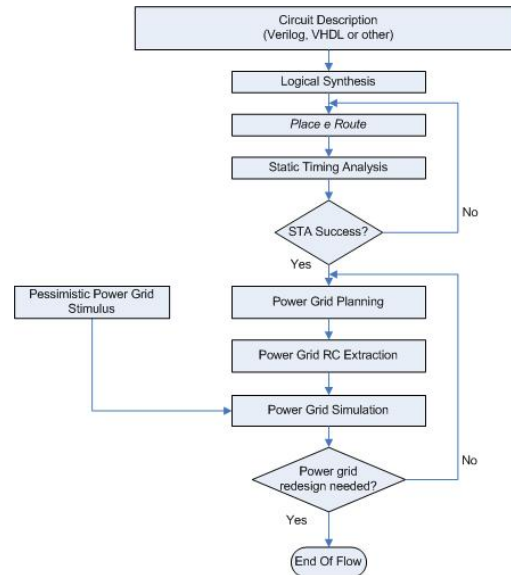 Circuit Description
(Verilog, VHDL or other)
Logical Synthesis
Place e Route
Static Timing Analysis
STA Success?
No
Yes
Pessimistic Power Grid
Stimulus
Power Grid Planning
Power Grid RC Extraction
Power Grid Simulation
Power grid
redesign needed?
No
Yes
End Of Flow